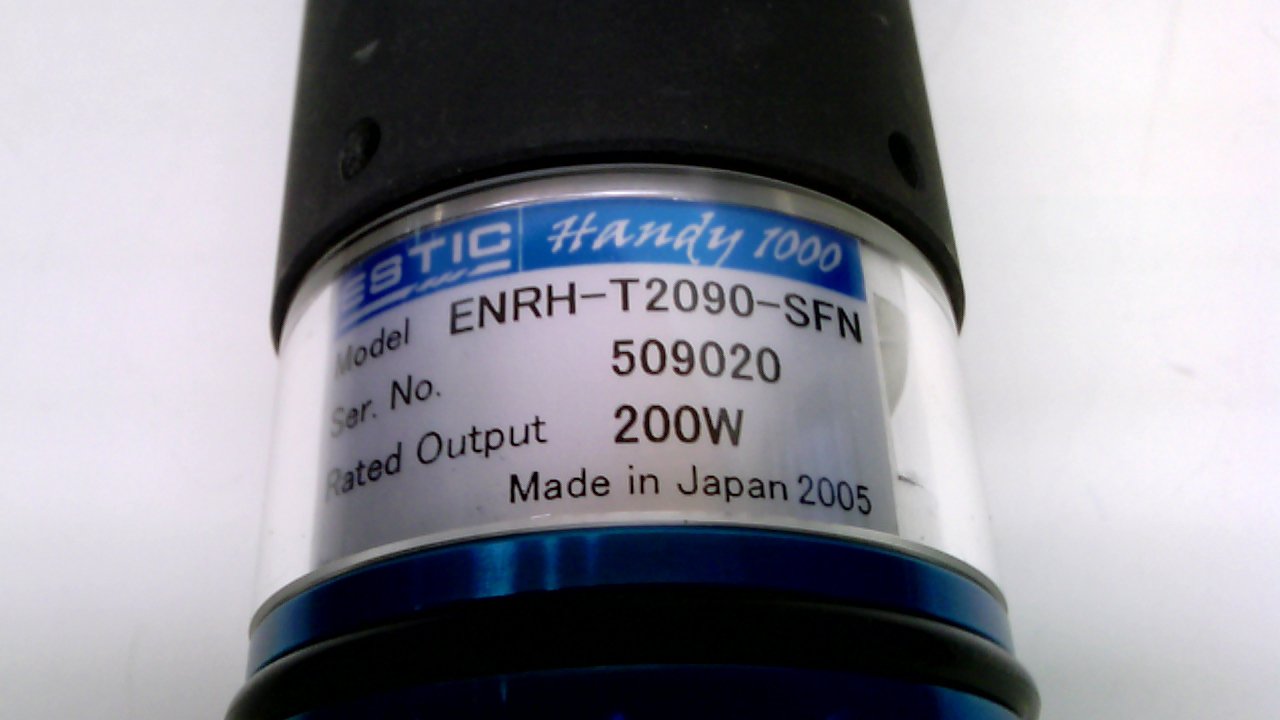 ESTIC Handy 1000
Model ENRH-T2090-SFN
Ser. No. 509020
Rated Output 200W
Made in Japan 2005